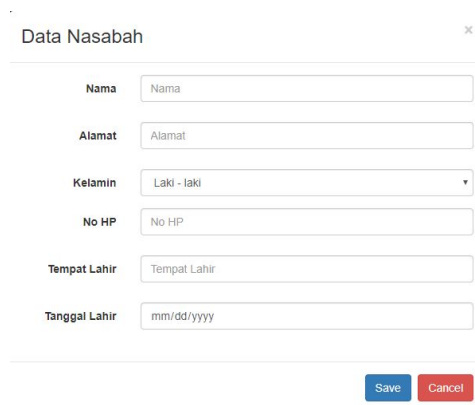 Data Nasabah
×
Nama Nama
Alamat Alamat
Kelamin Laki - laki
No HP No HP
Tempat Lahir Tempat Lahir
Tanggal Lahir mm/dd/yyyy
Save Cancel